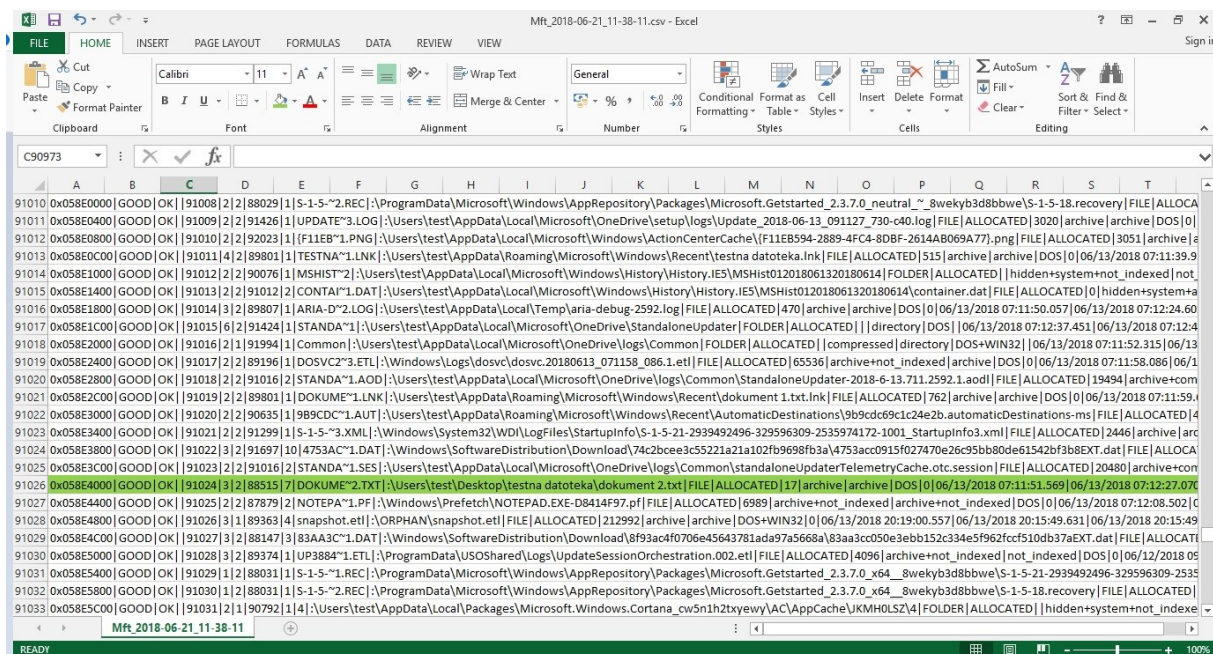 Mft_2018-06-21_11-38-11.csv - Excel
FILE HOME INSERT PAGE LAYOUT FORMULAS DATA REVIEW VIEW Sign in
Paste
Cut
Copy
Format Painter
Clipboard
Calibri 11
B I U
Font
Wrap Text
Merge & Center
Alignment
General
Number
Conditional Formatting
Format as Table
Cell Styles
Styles
Insert Delete Format
Cells
AutoSum
Fill
Clear
Sort & Filter
Find & Select
Editing
C90973
A B C D E F G H I J K L M N O P Q R S T
91010 0x058E0000|GOOD|OK||91008|2|2|88029|1|S-1-5-~2.REC|:\ProgramData\Microsoft\Windows\AppRepository\Packages\Microsoft.Getstarted_2.3.7.0_neutral_~_8wekyb3d8bbwe\S-1-5-18.recovery|FILE|ALLOCA
91011 0x058E0400|GOOD|OK||91009|2|2|91426|1|UPDATE~3.LOG|:\Users\test\AppData\Local\Microsoft\OneDrive\setup\logs\Update_2018-06-13_091127_730-c40.log|FILE|ALLOCATED|3020|archive|archive|DOS|0|
91012 0x058E0800|GOOD|OK||91010|2|2|92023|1|{F11EB~1.PNG|:\Users\test\AppData\Local\Microsoft\Windows\ActionCenterCache\{F11EB594-2889-4FC4-8DBF-2614AB069A77}.png|FILE|ALLOCATED|3051|archive|a
91013 0x058E0C00|GOOD|OK||91011|4|2|89801|1|TESTNA~1.LNK|:\Users\test\AppData\Roaming\Microsoft\Windows\Recent\testna datoteka.lnk|FILE|ALLOCATED|515|archive|archive|DOS|0|06/13/2018 07:11:39.9
91014 0x058E1000|GOOD|OK||91012|2|2|90076|1|MSHIST~2|:\Users\test\AppData\Local\Microsoft\Windows\History\History.IE5\MSHist012018061320180614|FOLDER|ALLOCATED||hidden+system+not_indexed|not_
91015 0x058E1400|GOOD|OK||91013|2|2|91012|2|CONTAI~1.DAT|:\Users\test\AppData\Local\Microsoft\Windows\History\History.IE5\MSHist012018061320180614\container.dat|FILE|ALLOCATED|0|hidden+system+a
91016 0x058E1800|GOOD|OK||91014|3|2|89807|1|ARIA-D~2.LOG|:\Users\test\AppData\Local\Temp\aria-debug-2592.log|FILE|ALLOCATED|470|archive|archive|DOS|0|06/13/2018 07:11:50.057|06/13/2018 07:12:24.60
91017 0x058E1C00|GOOD|OK||91015|6|2|91424|1|STANDA~1|:\Users\test\AppData\Local\Microsoft\OneDrive\StandaloneUpdater|FOLDER|ALLOCATED|||directory|DOS||06/13/2018 07:12:37.451|06/13/2018 07:12:4
91018 0x058E2000|GOOD|OK||91016|2|1|91994|1|Common|:\Users\test\AppData\Local\Microsoft\OneDrive\logs\Common|FOLDER|ALLOCATED||compressed|directory|DOS+WIN32||06/13/2018 07:11:52.315|06/13
91019 0x058E2400|GOOD|OK||91017|2|2|89196|1|DOSVC2~3.ETL|:\Windows\Logs\dosvc\dosvc.20180613_071158_086.1.etl|FILE|ALLOCATED|65536|archive+not_indexed|archive|DOS|0|06/13/2018 07:11:58.086|06/1
91020 0x058E2800|GOOD|OK||91018|2|2|91016|2|STANDA~1.AOD|:\Users\test\AppData\Local\Microsoft\OneDrive\logs\Common\StandaloneUpdater-2018-6-13.711.2592.1.aodl|FILE|ALLOCATED|19494|archive+com
91021 0x058E2C00|GOOD|OK||91019|2|2|89801|1|DOKUME~1.LNK|:\Users\test\AppData\Roaming\Microsoft\Windows\Recent\dokument 1.txt.lnk|FILE|ALLOCATED|762|archive|archive|DOS|0|06/13/2018 07:11:59.
91022 0x058E3000|GOOD|OK||91020|2|2|90635|1|9B9CDC~1.AUT|:\Users\test\AppData\Roaming\Microsoft\Windows\Recent\AutomaticDestinations\9b9cdc69c1c24e2b.automaticDestinations-ms|FILE|ALLOCATED|4
91023 0x058E3400|GOOD|OK||91021|2|2|91299|1|S-1-5-~3.XML|:\Windows\System32\WDI\LogFiles\StartupInfo\S-1-5-21-2939492496-329596309-2535974172-1001_StartupInfo3.xml|FILE|ALLOCATED|2446|archive|arc
91024 0x058E3800|GOOD|OK||91022|3|2|91697|10|4753AC~1.DAT|:\Windows\SoftwareDistribution\Download\74c2bcee3c55221a21a102fb9698fb3a\4753acc0915f027470e26c95bb80de61542bf3b8EXT.dat|FILE|ALLOCA
91025 0x058E3C00|GOOD|OK||91023|2|2|91016|2|STANDA~1.SES|:\Users\test\AppData\Local\Microsoft\OneDrive\logs\Common\standaloneUpdaterTelemetryCache.otc.session|FILE|ALLOCATED|20480|archive+com
91026 0x058E4000|GOOD|OK||91024|3|2|88515|7|DOKUME~2.TXT|:\Users\test\Desktop\testna datoteka\dokument 2.txt|FILE|ALLOCATED|17|archive|archive|DOS|0|06/13/2018 07:11:51.569|06/13/2018 07:12:27.070
91027 0x058E4400|GOOD|OK||91025|2|2|87879|2|NOTEPA~1.PF|:\Windows\Prefetch\NOTEPAD.EXE-D8414F97.pf|FILE|ALLOCATED|6989|archive+not_indexed|archive+not_indexed|DOS|0|06/13/2018 07:12:08.502|0
91028 0x058E4800|GOOD|OK||91026|3|1|89363|4|snapshot.etl|:\ORPHAN\snapshot.etl|FILE|ALLOCATED|212992|archive|archive|DOS+WIN32|0|06/13/2018 20:19:00.557|06/13/2018 20:15:49.631|06/13/2018 20:15:49
91029 0x058E4C00|GOOD|OK||91027|3|2|88147|3|83AA3C~1.DAT|:\Windows\SoftwareDistribution\Download\8f93ac4f0706e45643781ada97a5668a\83aa3cc050e3ebb152c334e5f962fccf510db37aEXT.dat|FILE|ALLOCATI
91030 0x058E5000|GOOD|OK||91028|3|2|89374|1|UP3884~1.ETL|:\ProgramData\USOShared\Logs\UpdateSessionOrchestration.002.etl|FILE|ALLOCATED|4096|archive+not_indexed|not_indexed|DOS|0|06/12/2018 09
91031 0x058E5400|GOOD|OK||91029|1|2|88031|1|S-1-5-~1.REC|:\ProgramData\Microsoft\Windows\AppRepository\Packages\Microsoft.Getstarted_2.3.7.0_x64__8wekyb3d8bbwe\S-1-5-21-2939492496-329596309-2535
91032 0x058E5800|GOOD|OK||91030|1|2|88031|1|S-1-5-~2.REC|:\ProgramData\Microsoft\Windows\AppRepository\Packages\Microsoft.Getstarted_2.3.7.0_x64__8wekyb3d8bbwe\S-1-5-18.recovery|FILE|ALLOCATED|
91033 0x058E5C00|GOOD|OK||91031|2|1|90792|1|4|:\Users\test\AppData\Local\Packages\Microsoft.Windows.Cortana_cw5n1h2txyewy\AC\AppCache\JKMH0LSZ\4|FOLDER|ALLOCATED||hidden+system+not_indexe
Mft_2018-06-21_11-38-11
READY 100%